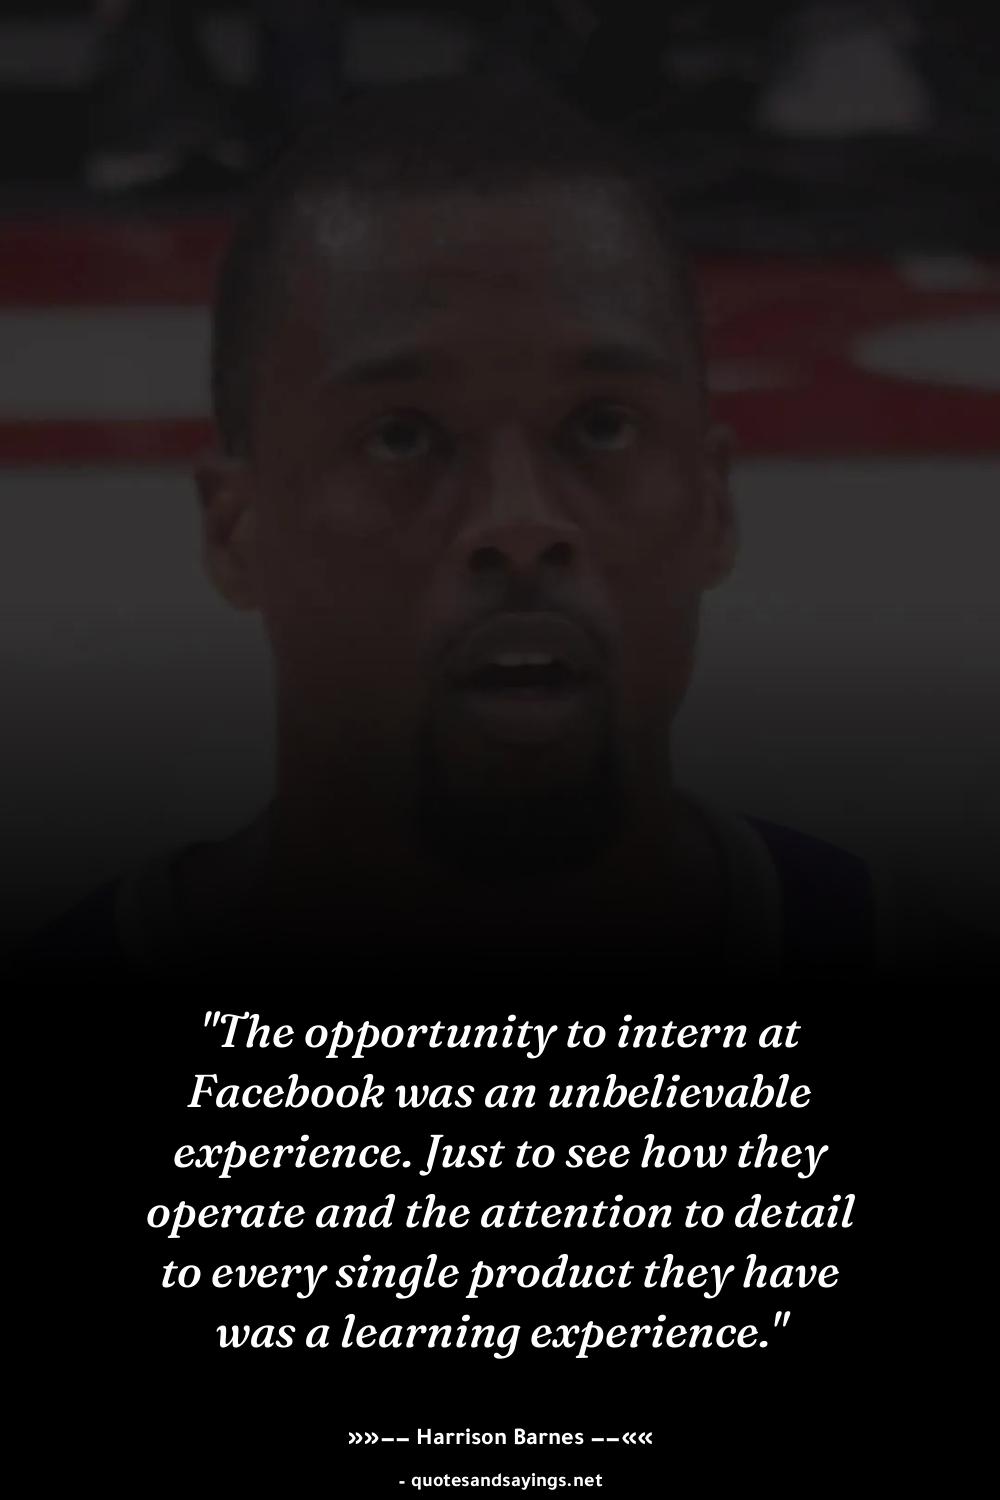 "The opportunity to intern at
Facebook was an unbelievable
experience. Just to see how they
operate and the attention to detail
to every single product they have
was a learning experience."
»»−− Harrison Barnes −−««
- quotesandsayings.net